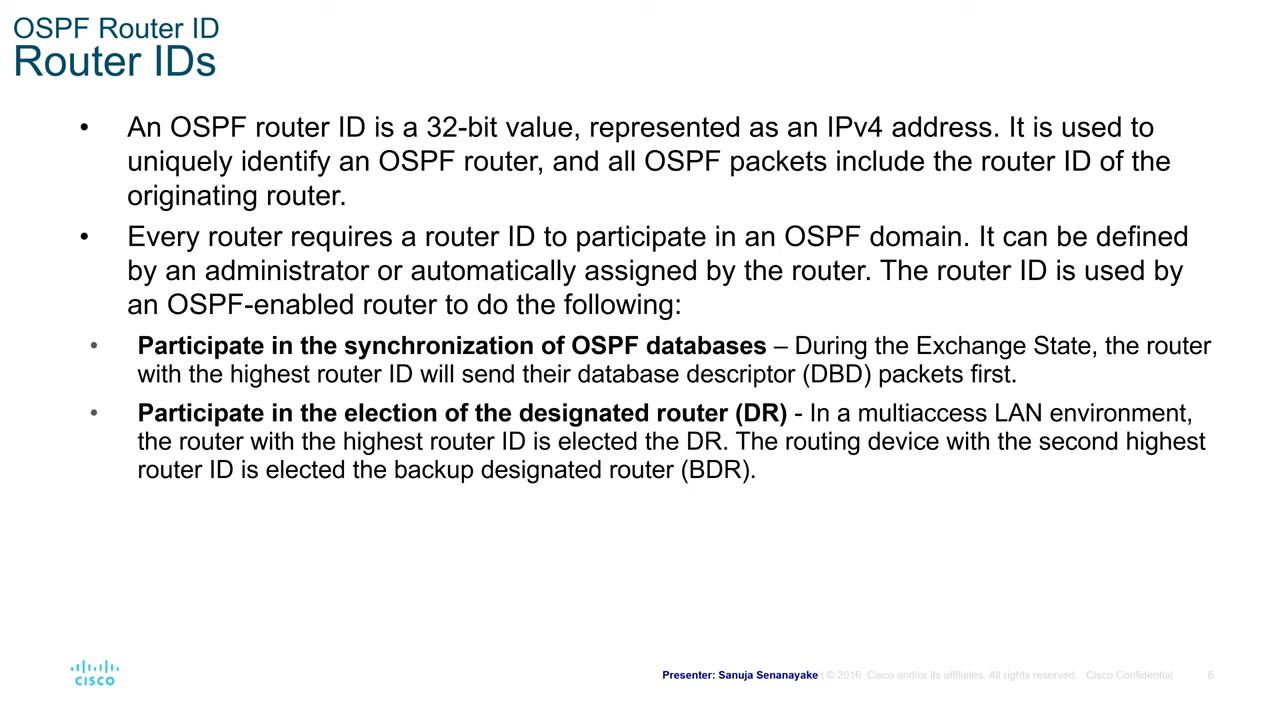 OSPF Router ID
Router IDs
• An OSPF router ID is a 32-bit value, represented as an IPv4 address. It is used to
uniquely identify an OSPF router, and all OSPF packets include the router ID of the
originating router.
• Every router requires a router ID to participate in an OSPF domain. It can be defined
by an administrator or automatically assigned by the router. The router ID is used by
an OSPF-enabled router to do the following:
• Participate in the synchronization of OSPF databases – During the Exchange State, the router
with the highest router ID will send their database descriptor (DBD) packets first.
• Participate in the election of the designated router (DR) - In a multiaccess LAN environment,
the router with the highest router ID is elected the DR. The routing device with the second highest
router ID is elected the backup designated router (BDR).
CISCO
Presenter: Sanuja Senanayake | © 2016 Cisco and/or its affiliates. All rights reserved. Cisco Confidential 6